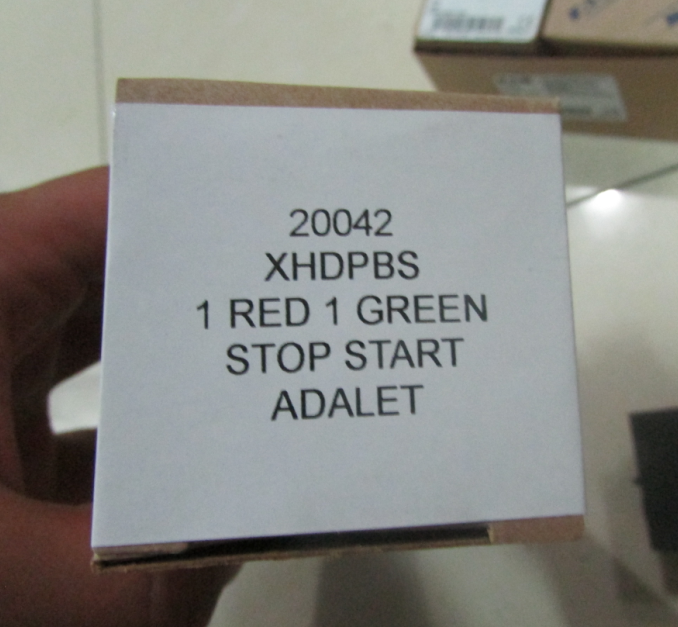 20042
XHDPBS
1 RED 1 GREEN
STOP START
ADALET